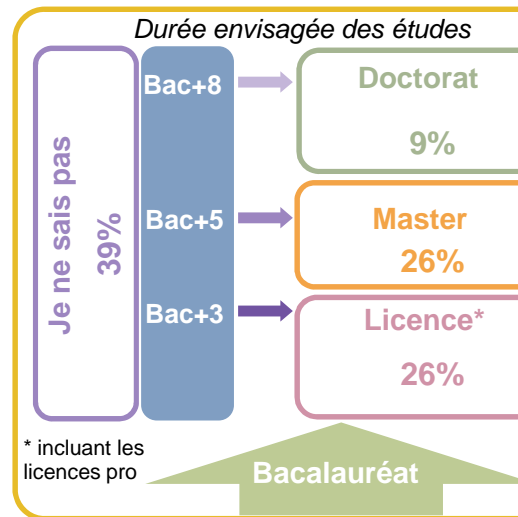 Durée envisagée des études
Je ne sais pas
39%
Bac+8
Doctorat
9%
Bac+5
Master
26%
Bac+3
Licence*
26%
* incluant les
licences pro
Bacalauréat